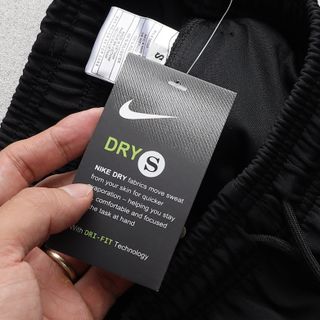 S
DRY S
NIKE DRY fabrics move sweat
from your skin for quicker
evaporation – helping you stay
comfortable and focused
the task at hand
With DRI-FIT Technology